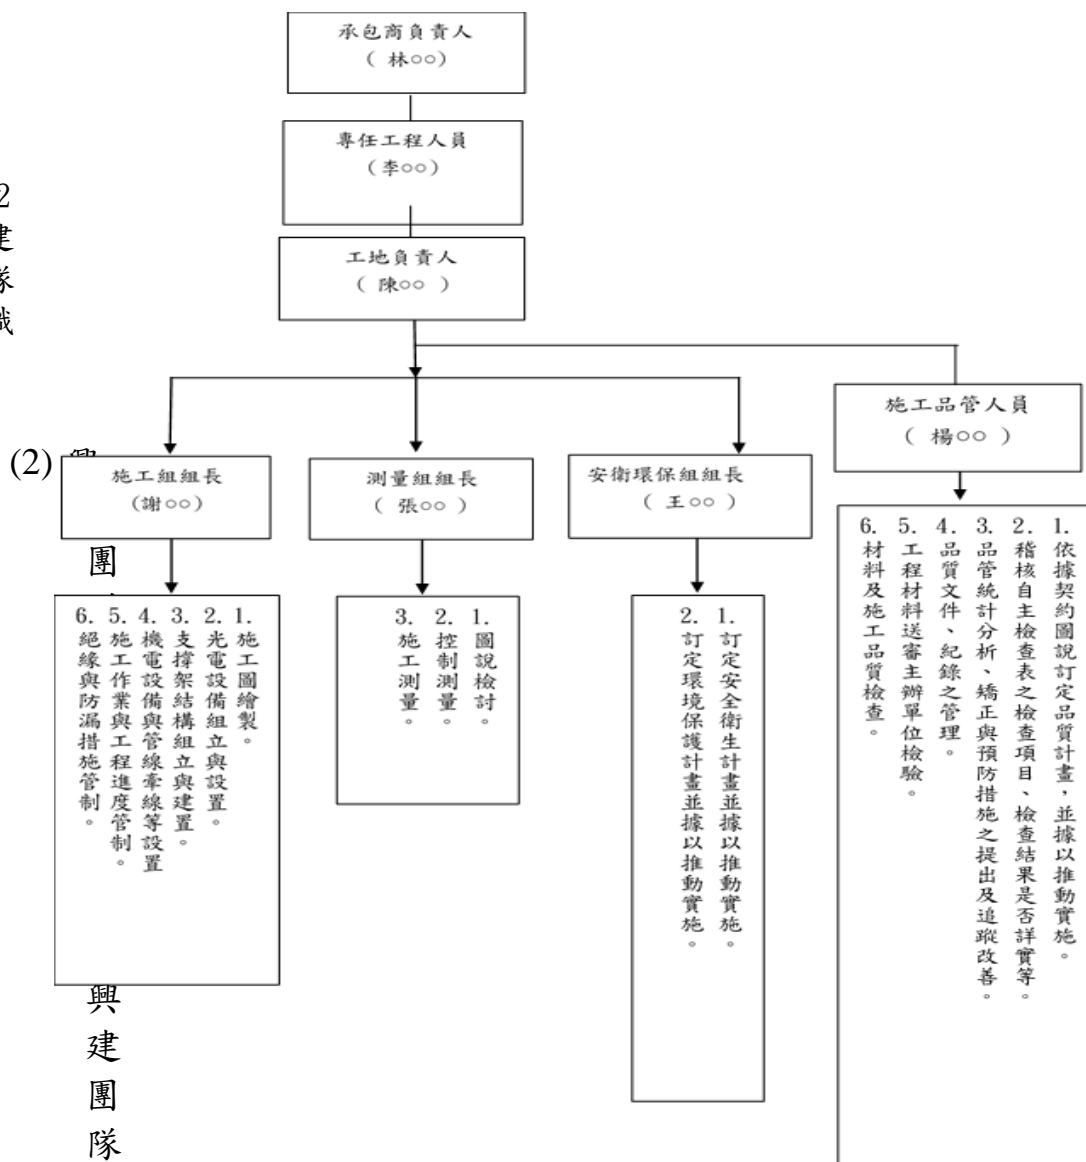 承包商負責人
( 林○○)
專任工程人員
(李○○)
工地負責人
( 陳○○ )
2
建
隊
織
施工品管人員
( 楊○○ )
(2) 興
團
興
建
團
隊
施工組組長
(謝○○)
測量組組長
( 張○○ )
安衛環保組組長
( 王○○ )
1. 施工圖繪製。
2. 光電設備組立與設置。
3. 支撐架結構組立與建置。
4. 機電設備與管線牽線等設置
5. 施工作業與工程進度管制。
6. 絕緣與防漏措施管制。
1. 圖說檢討。
2. 控制測量。
3. 施工測量。
1. 訂定安全衛生計畫並據以推動實施。
2. 訂定環境保護計畫並據以推動實施。
1. 依據契約圖說訂定品質計畫，並據以推動實施。
2. 稽核自主檢查表之檢查項目、檢查結果是否詳實等。
3. 品管統計分析、矯正與預防措施之提出及追蹤改善。
4. 品質文件、紀錄之管理。
5. 工程材料送審主辦單位檢驗。
6. 材料及施工品質檢查。